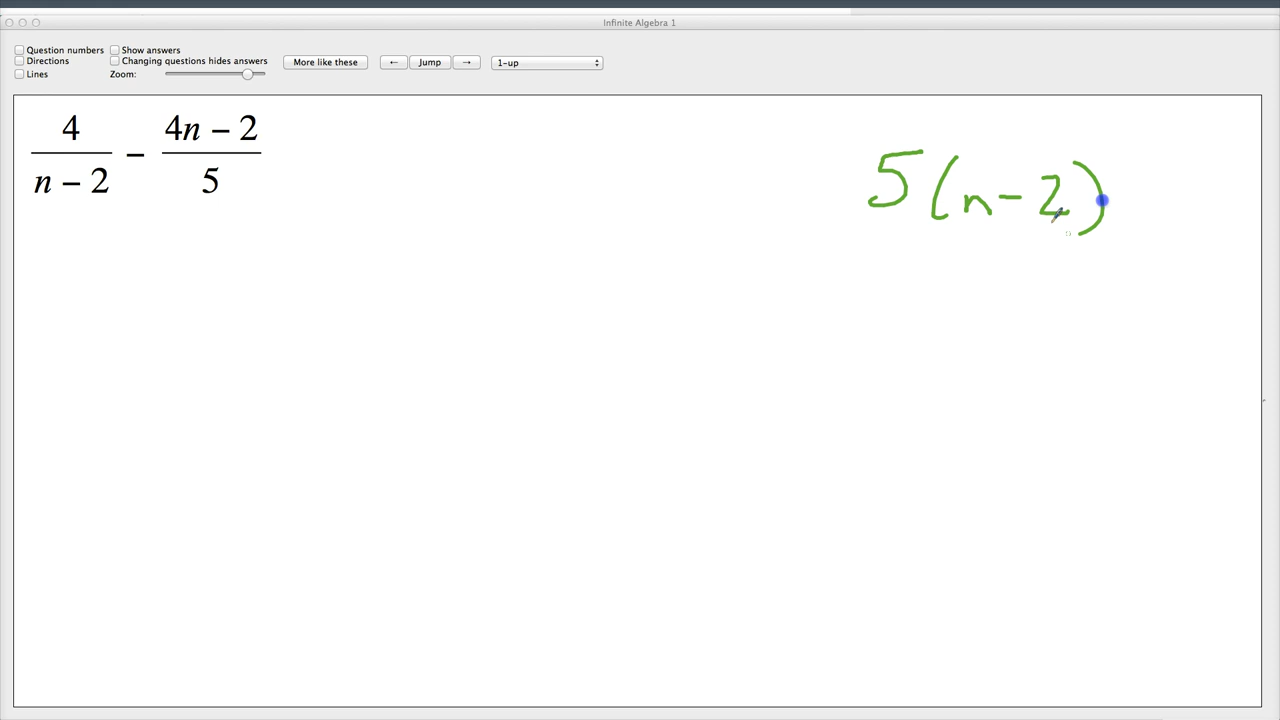 Infinite Algebra 1
Question numbers
Show answers
Directions
Changing questions hides answers
Lines
Zoom:
More like these
←
Jump
→
1-up
4/(n − 2) − (4n − 2)/5
5(n-2)